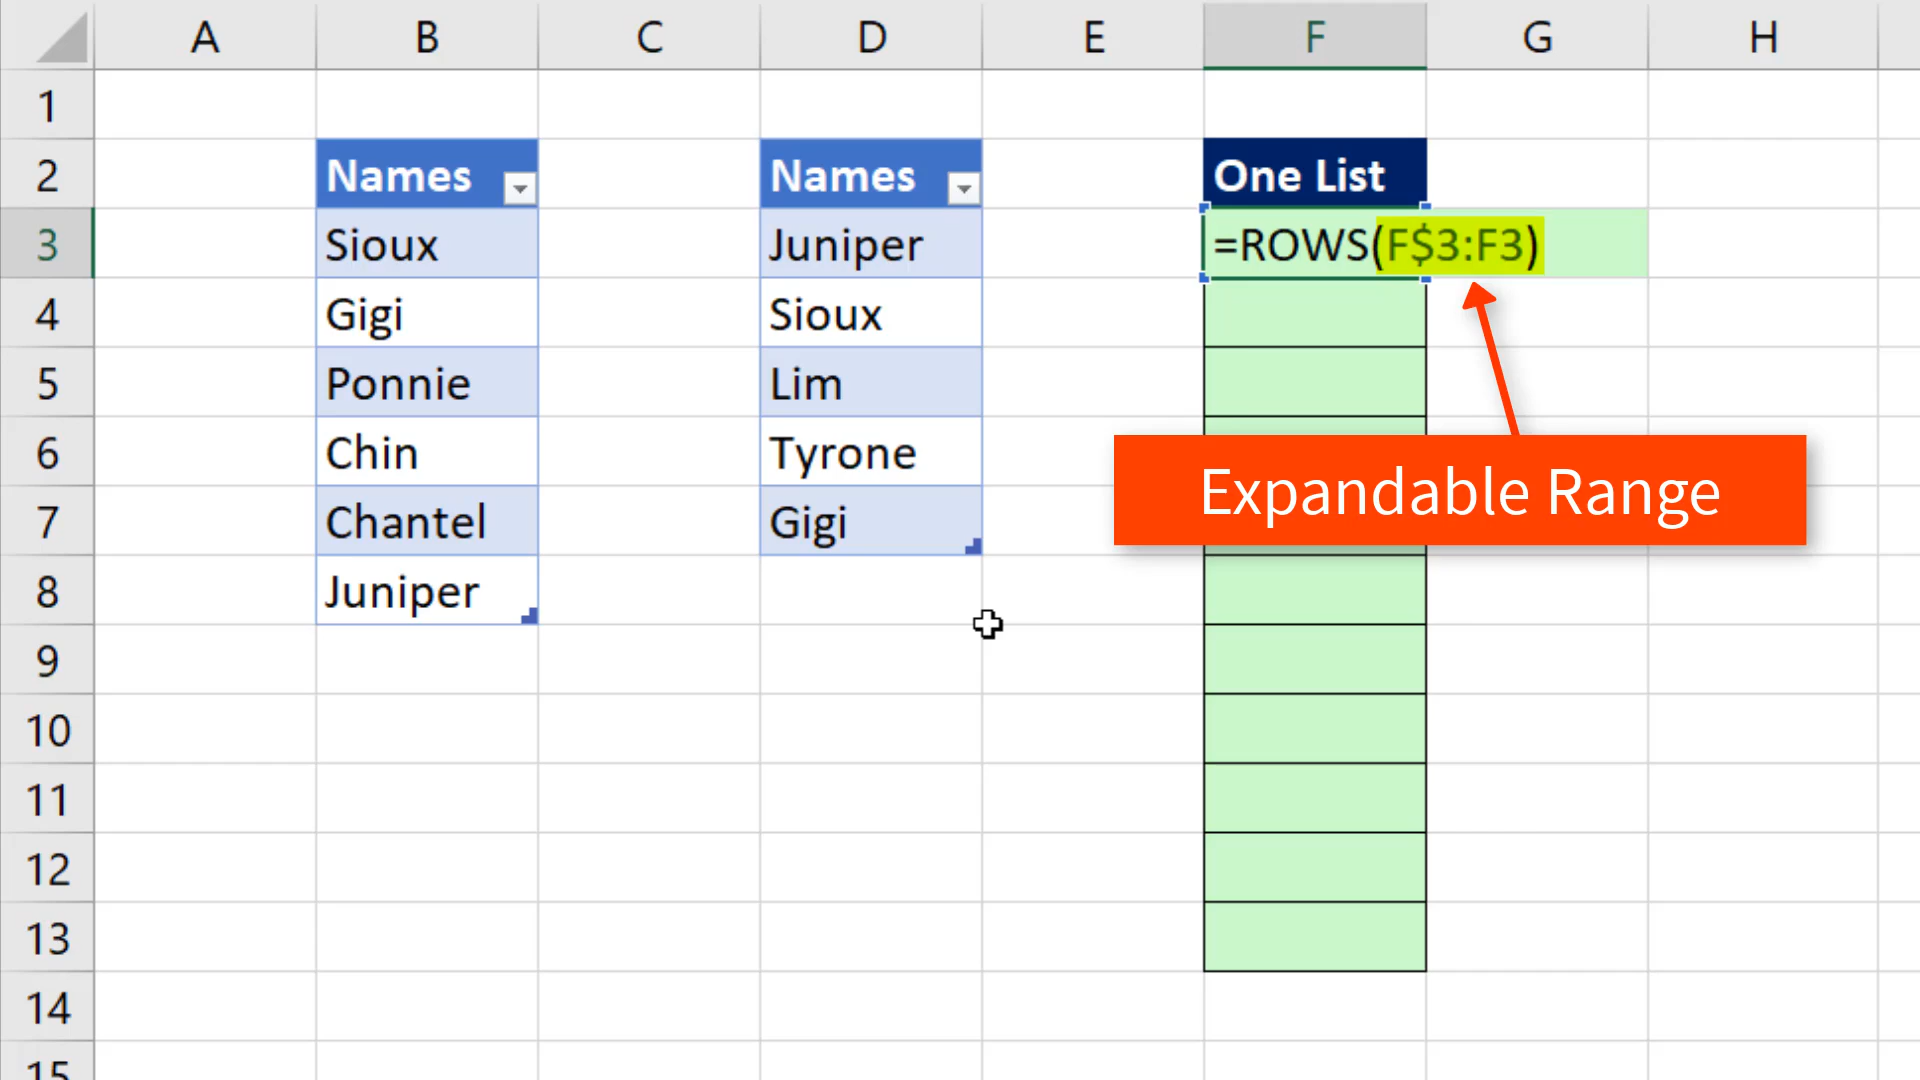 A B C D E F G H
1
2 Names Names One List
3 Sioux Juniper =ROWS(F$3:F3)
4 Gigi Sioux
5 Ponnie Lim
6 Chin Tyrone
Expandable Range
7 Chantel Gigi
8 Juniper
9
10
11
12
13
14
15